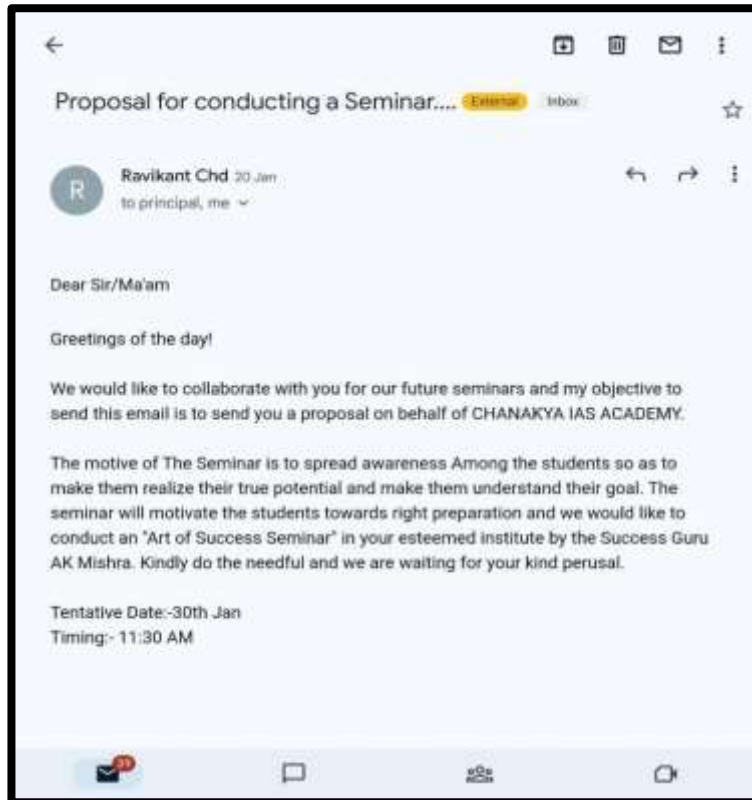 Proposal for conducting a Seminar.... External Inbox
R
Ravikant Chd 20 Jan
to principal, me
Dear Sir/Ma'am
Greetings of the day!
We would like to collaborate with you for our future seminars and my objective to
send this email is to send you a proposal on behalf of CHANAKYA IAS ACADEMY.
The motive of The Seminar is to spread awareness Among the students so as to
make them realize their true potential and make them understand their goal. The
seminar will motivate the students towards right preparation and we would like to
conduct an "Art of Success Seminar" in your esteemed institute by the Success Guru
AK Mishra. Kindly do the needful and we are waiting for your kind perusal.
Tentative Date:-30th Jan
Timing:- 11:30 AM